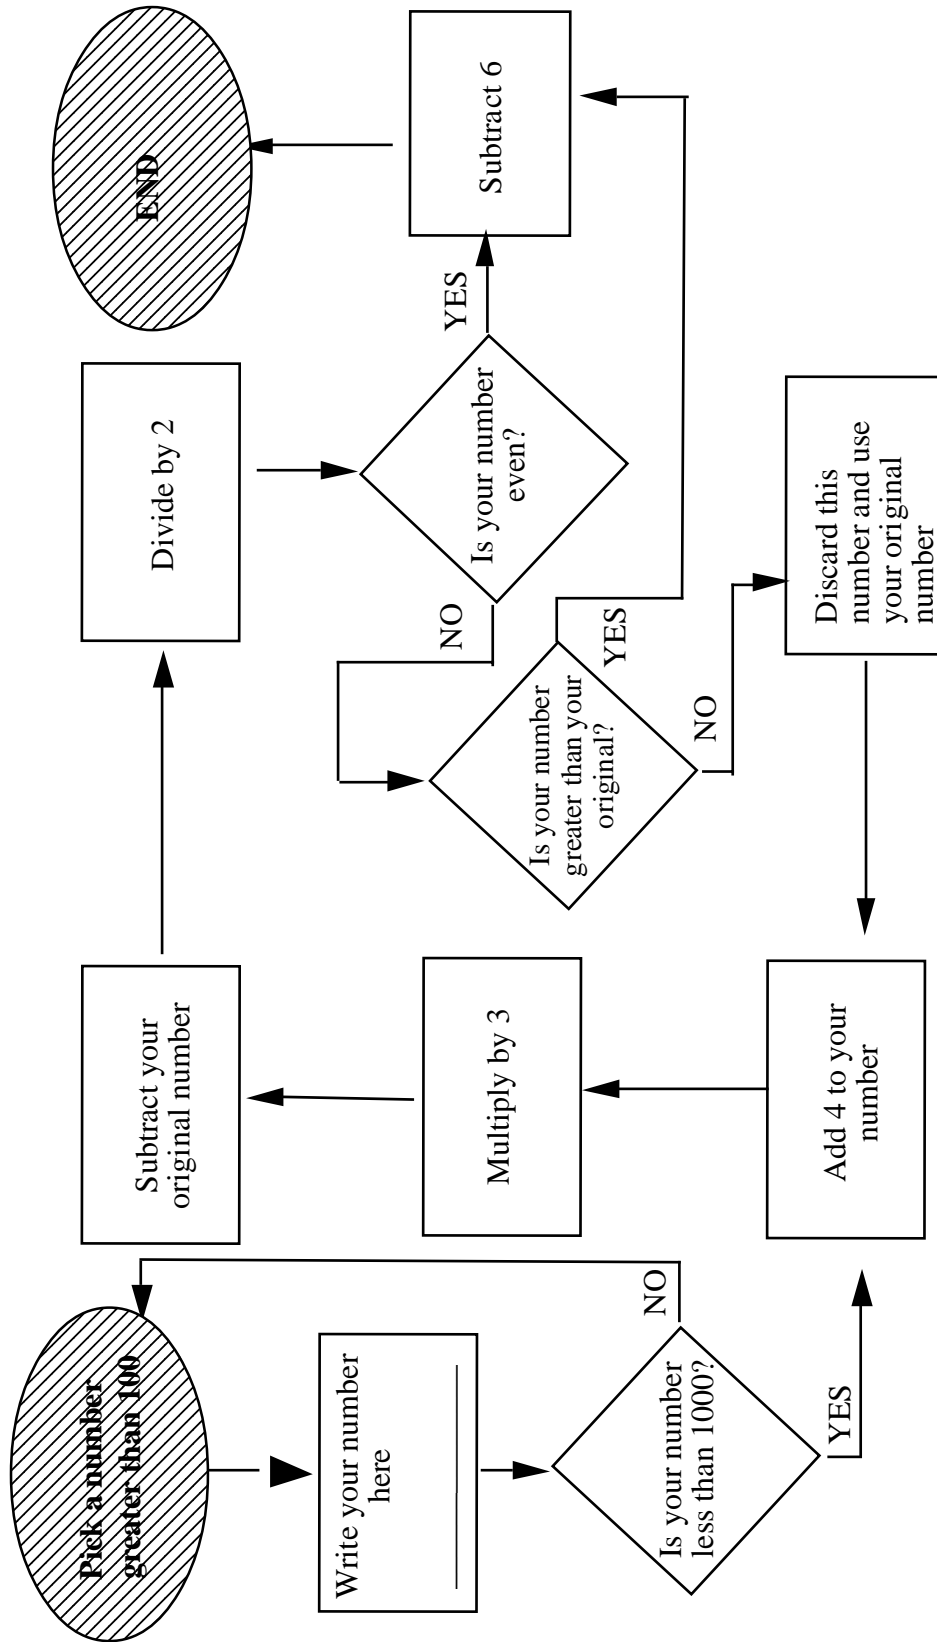 Pick a number
greater than 100
Write your number
here
Is your number
less than 1000?
NO
YES
Add 4 to your
number
Multiply by 3
Subtract your
original number
Divide by 2
Is your number
even?
YES
NO
Is your number
greater than your
original?
YES
NO
Discard this
number and use
your original
number
Subtract 6
END